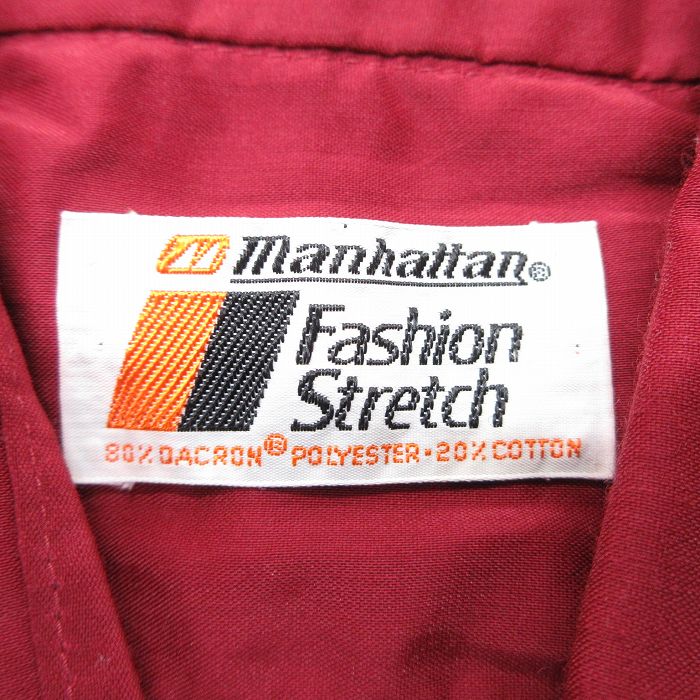 M Manhattan®
Fashion
Stretch
80% DACRON® POLYESTER · 20% COTTON